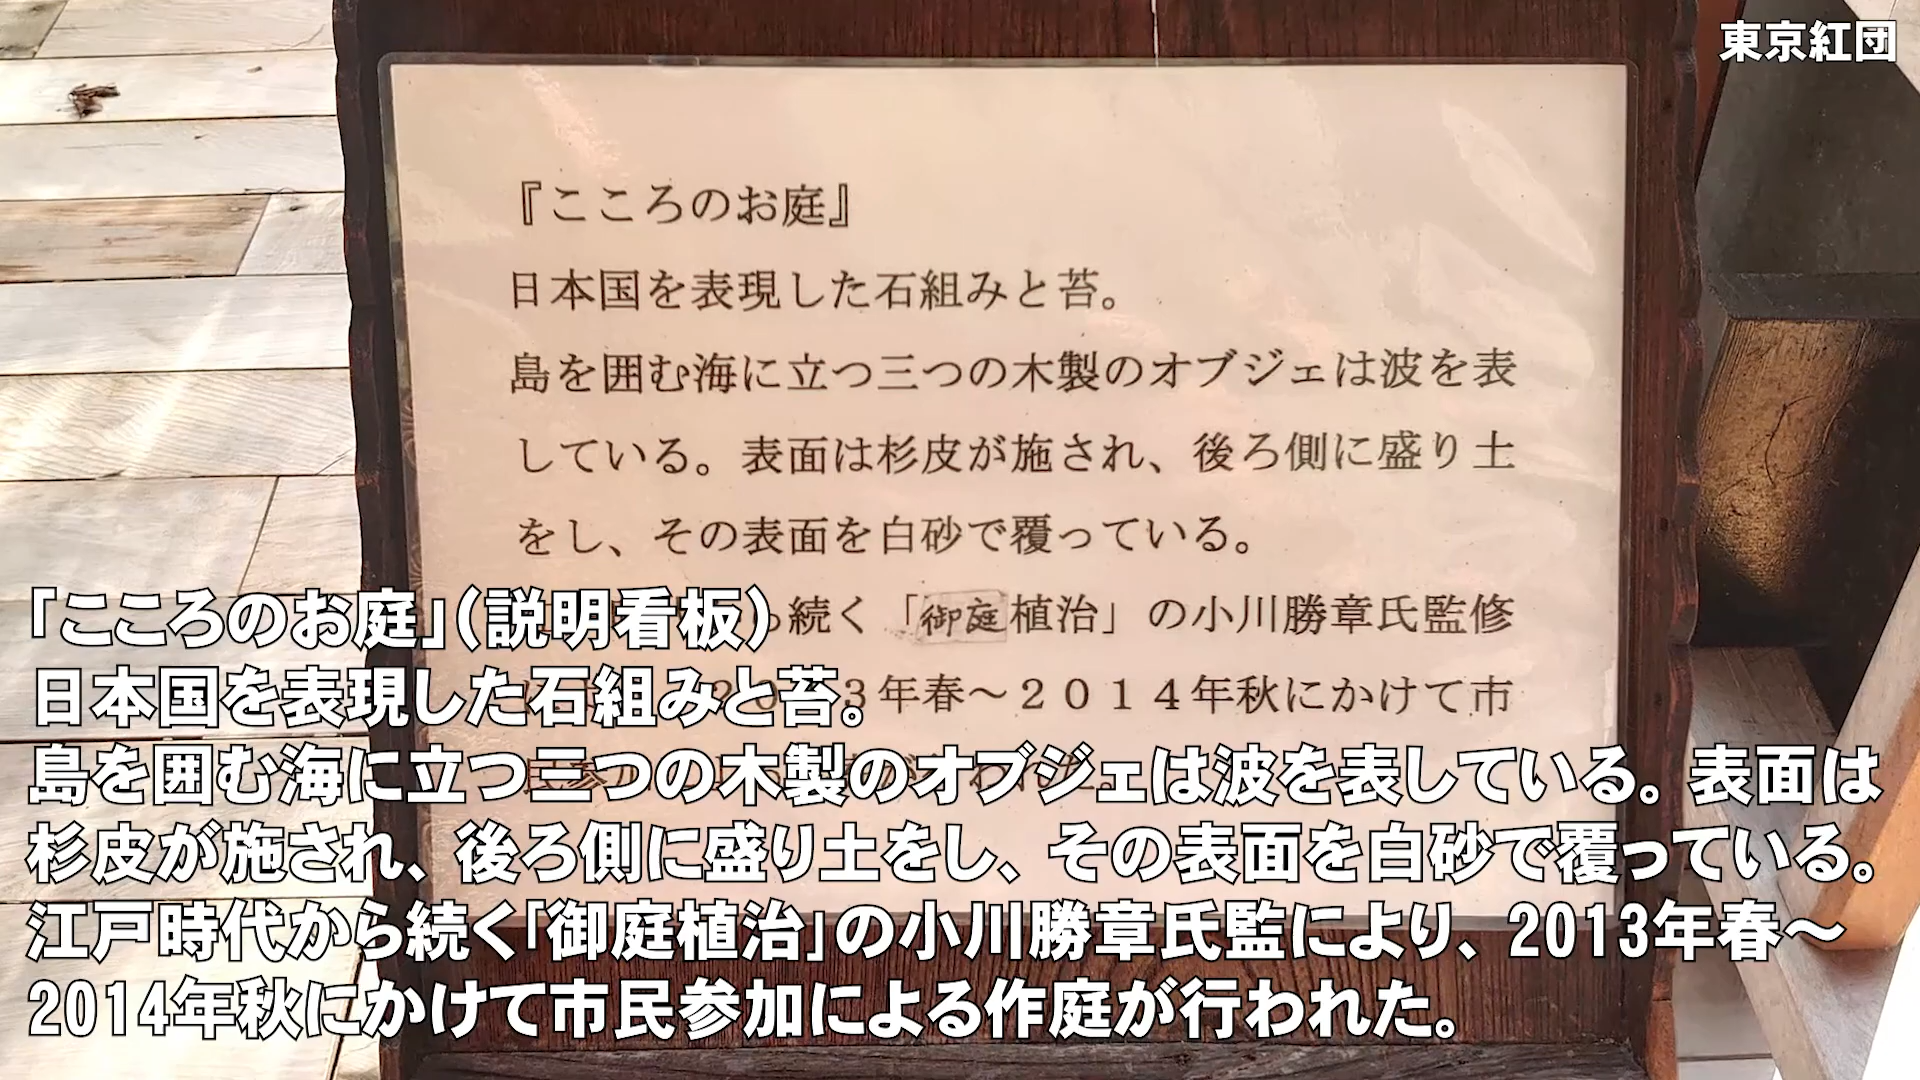 東京紅団
『こころのお庭』
日本国を表現した石組みと苔。
島を囲む海に立つ三つの木製のオブジェは波を表
している。表面は杉皮が施され、後ろ側に盛り土
をし、その表面を白砂で覆っている。
続く「御庭植治」の小川勝章氏監修
3年春～2014年秋にかけて市
「こころのお庭」（説明看板）
日本国を表現した石組みと苔。
島を囲む海に立つ三つの木製のオブジェは波を表している。表面は
杉皮が施され、後ろ側に盛り土をし、その表面を白砂で覆っている。
江戸時代から続く「御庭植治」の小川勝章氏監により、2013年春～
2014年秋にかけて市民参加による作庭が行われた。